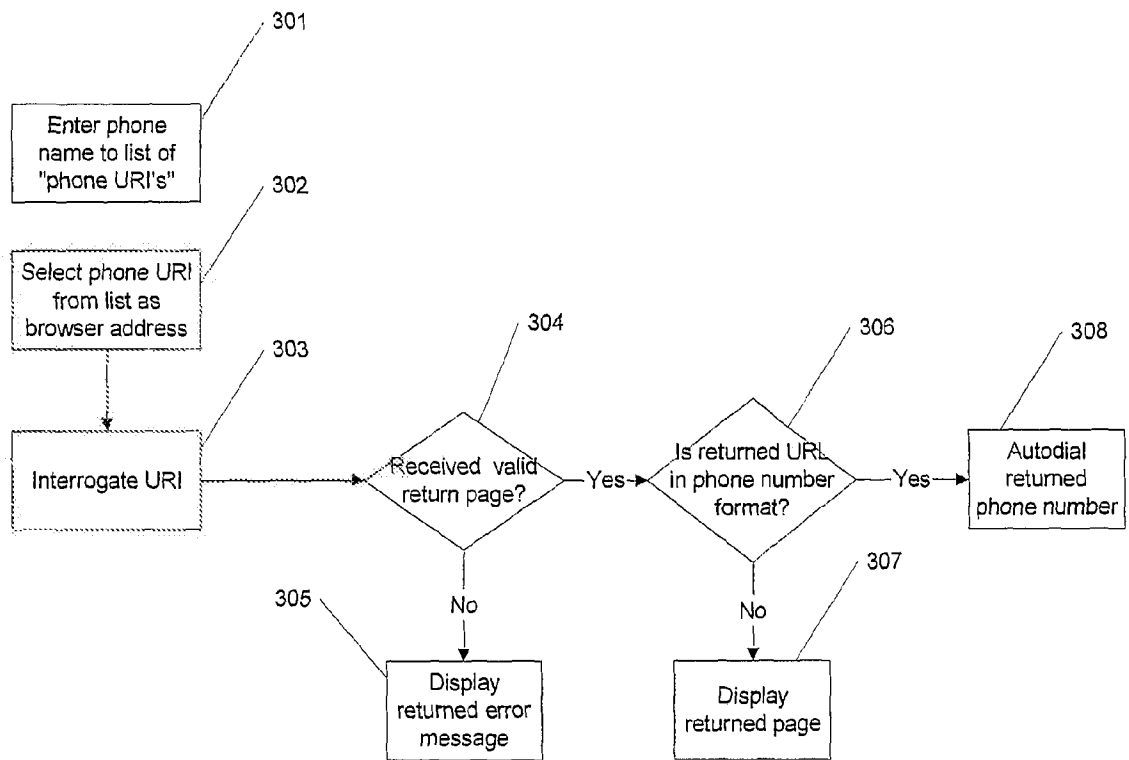 301
Enter phone
name to list of
"phone URI's"
302
Select phone URI
from list as
browser address
303
Interrogate URI
304
Received valid
return page?
Yes
306
Is returned URL
in phone number
format?
Yes
308
Autodial
returned
phone number
305
No
Display
returned error
message
307
No
Display
returned page